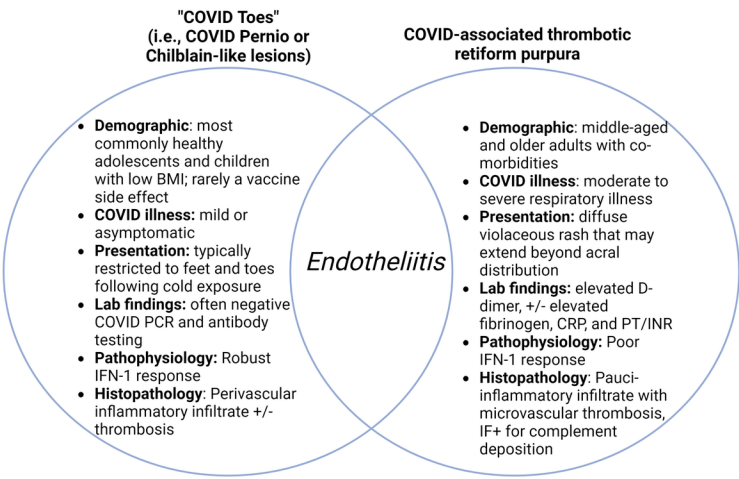 "COVID Toes"
(i.e., COVID Pernio or
Chilblain-like lesions)
COVID-associated thrombotic
retiform purpura
• Demographic: most
commonly healthy
adolescents and children
with low BMI; rarely a vaccine
side effect
• COVID illness: mild or
asymptomatic
• Presentation: typically
restricted to feet and toes
following cold exposure
• Lab findings: often negative
COVID PCR and antibody
testing
• Pathophysiology: Robust
IFN-1 response
• Histopathology: Perivascular
inflammatory infiltrate +/-
thrombosis
Endotheliitis
• Demographic: middle-aged
and older adults with co-
morbidities
• COVID illness: moderate to
severe respiratory illness
• Presentation: diffuse
violaceous rash that may
extend beyond acral
distribution
• Lab findings: elevated D-
dimer, +/- elevated
fibrinogen, CRP, and PT/INR
• Pathophysiology: Poor
IFN-1 response
• Histopathology: Pauci-
inflammatory infiltrate with
microvascular thrombosis,
IF+ for complement
deposition